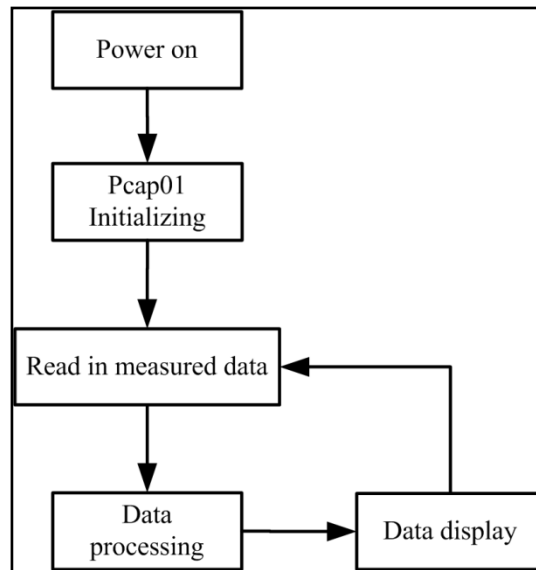 Power on
Pcap01
Initializing
Read in measured data
Data
processing
Data display